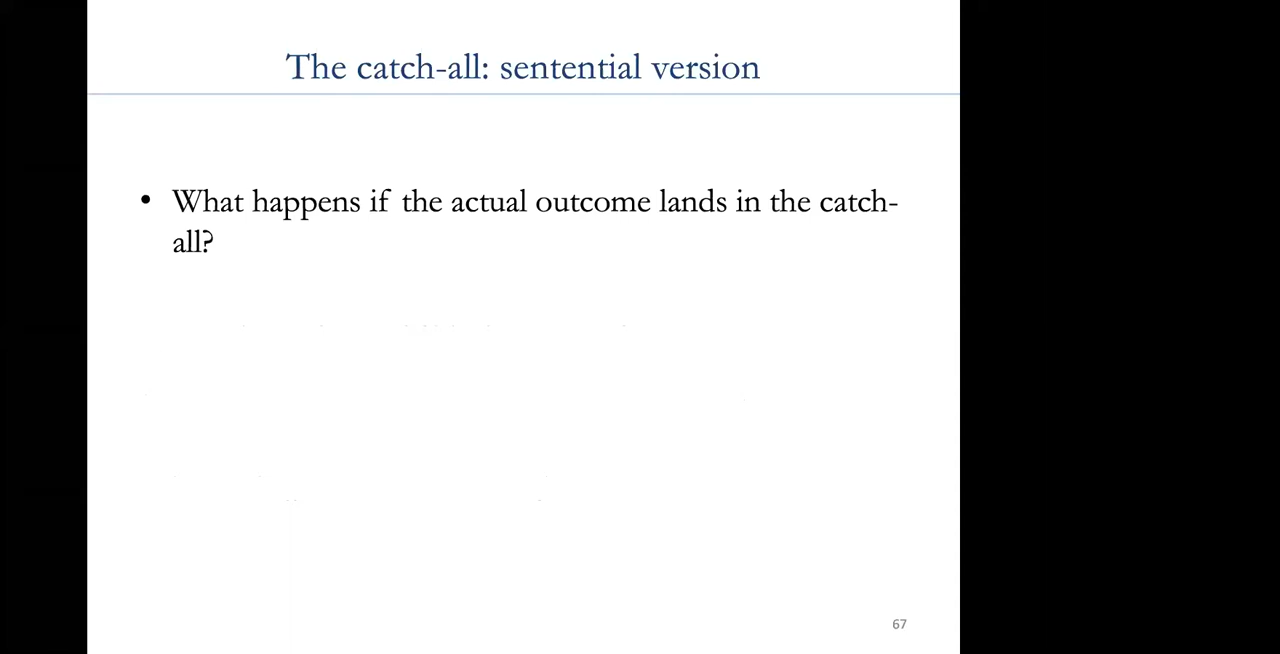 The catch-all: sentential version
• What happens if the actual outcome lands in the catch-
all?
67